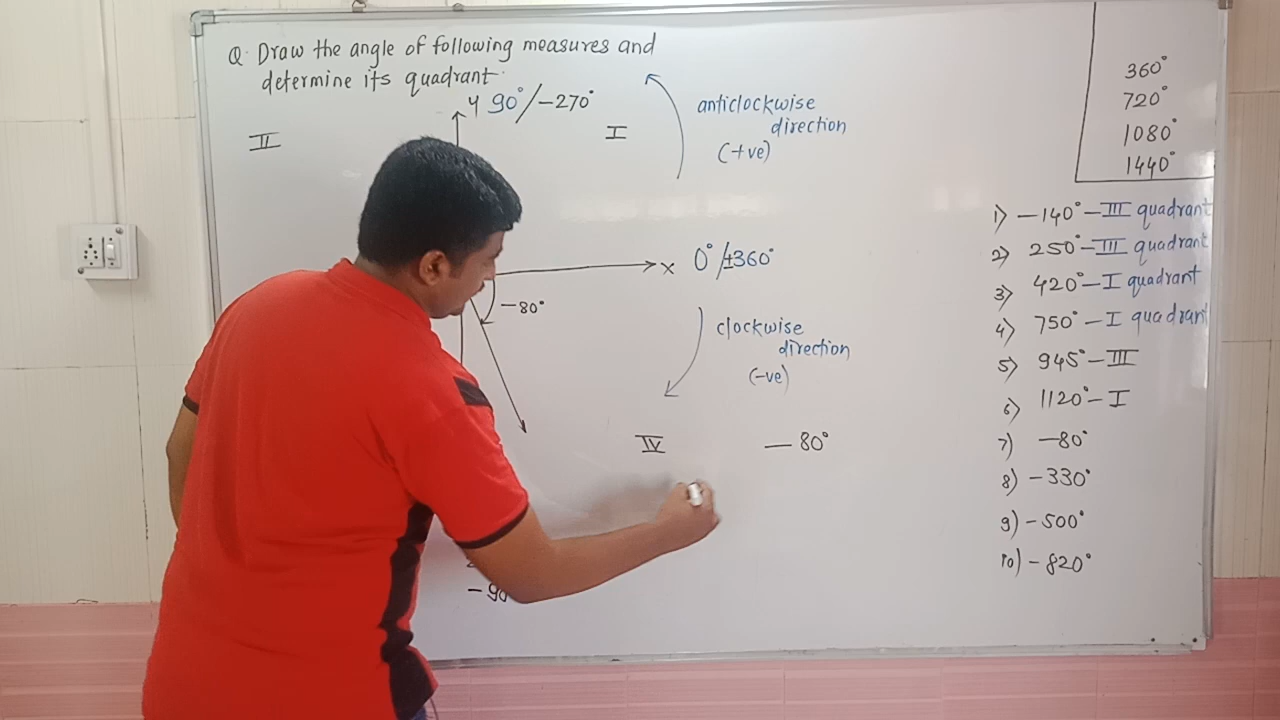 Q. Draw the angle of following measures and
determine its quadrant.
Y 90°/-270°
II
I
anticlockwise
direction
(+ve)
X 0°/±360°
-80°
clockwise
direction
(-ve)
IV
-80°
- 90
360°
720°
1080°
1440°
1) -140° - III quadrant
2) 250° - III quadrant
3) 420° - I quadrant
4) 750° - I quadrant
5) 945° - III
6) 1120° - I
7) -80°
8) -330°
9) -500°
10) -820°